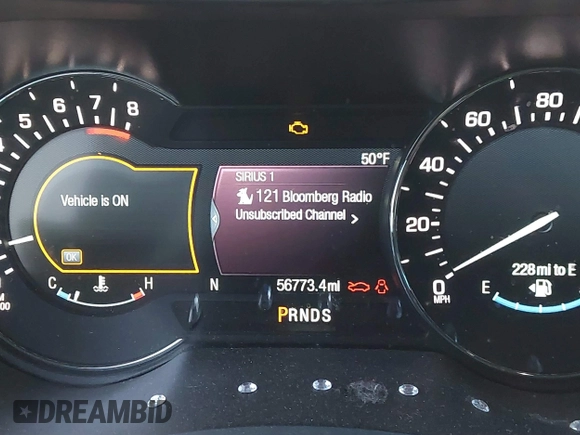 4 5 6 7 8
50°F
SIRIUS 1
121 Bloomberg Radio
Unsubscribed Channel >
Vehicle is ON
OK
C H
N
56773.4mi
PRNDS
0 20 40 60 80
MPH
228 mi to E
E
DREAMBID